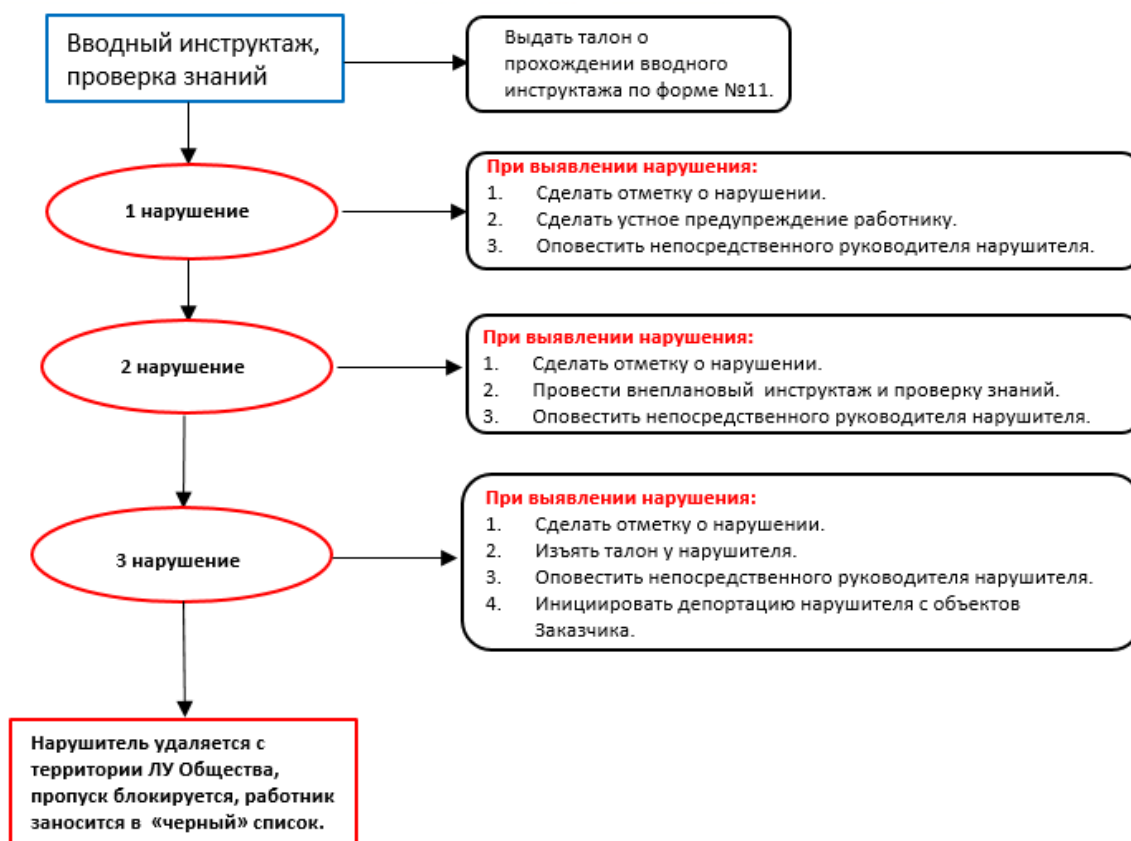 Вводный инструктаж,
проверка знаний
Выдать талон о
прохождении вводного
инструктажа по форме №11.
1 нарушение
При выявлении нарушения:
1. Сделать отметку о нарушении.
2. Сделать устное предупреждение работнику.
3. Оповестить непосредственного руководителя нарушителя.
2 нарушение
При выявлении нарушения:
1. Сделать отметку о нарушении.
2. Провести внеплановый инструктаж и проверку знаний.
3. Оповестить непосредственного руководителя нарушителя.
3 нарушение
При выявлении нарушения:
1. Сделать отметку о нарушении.
2. Изъять талон у нарушителя.
3. Оповестить непосредственного руководителя нарушителя.
4. Инициировать депортацию нарушителя с объектов
Заказчика.
Нарушитель удаляется с
территории ЛУ Общества,
пропуск блокируется, работник
заносится в «черный» список.